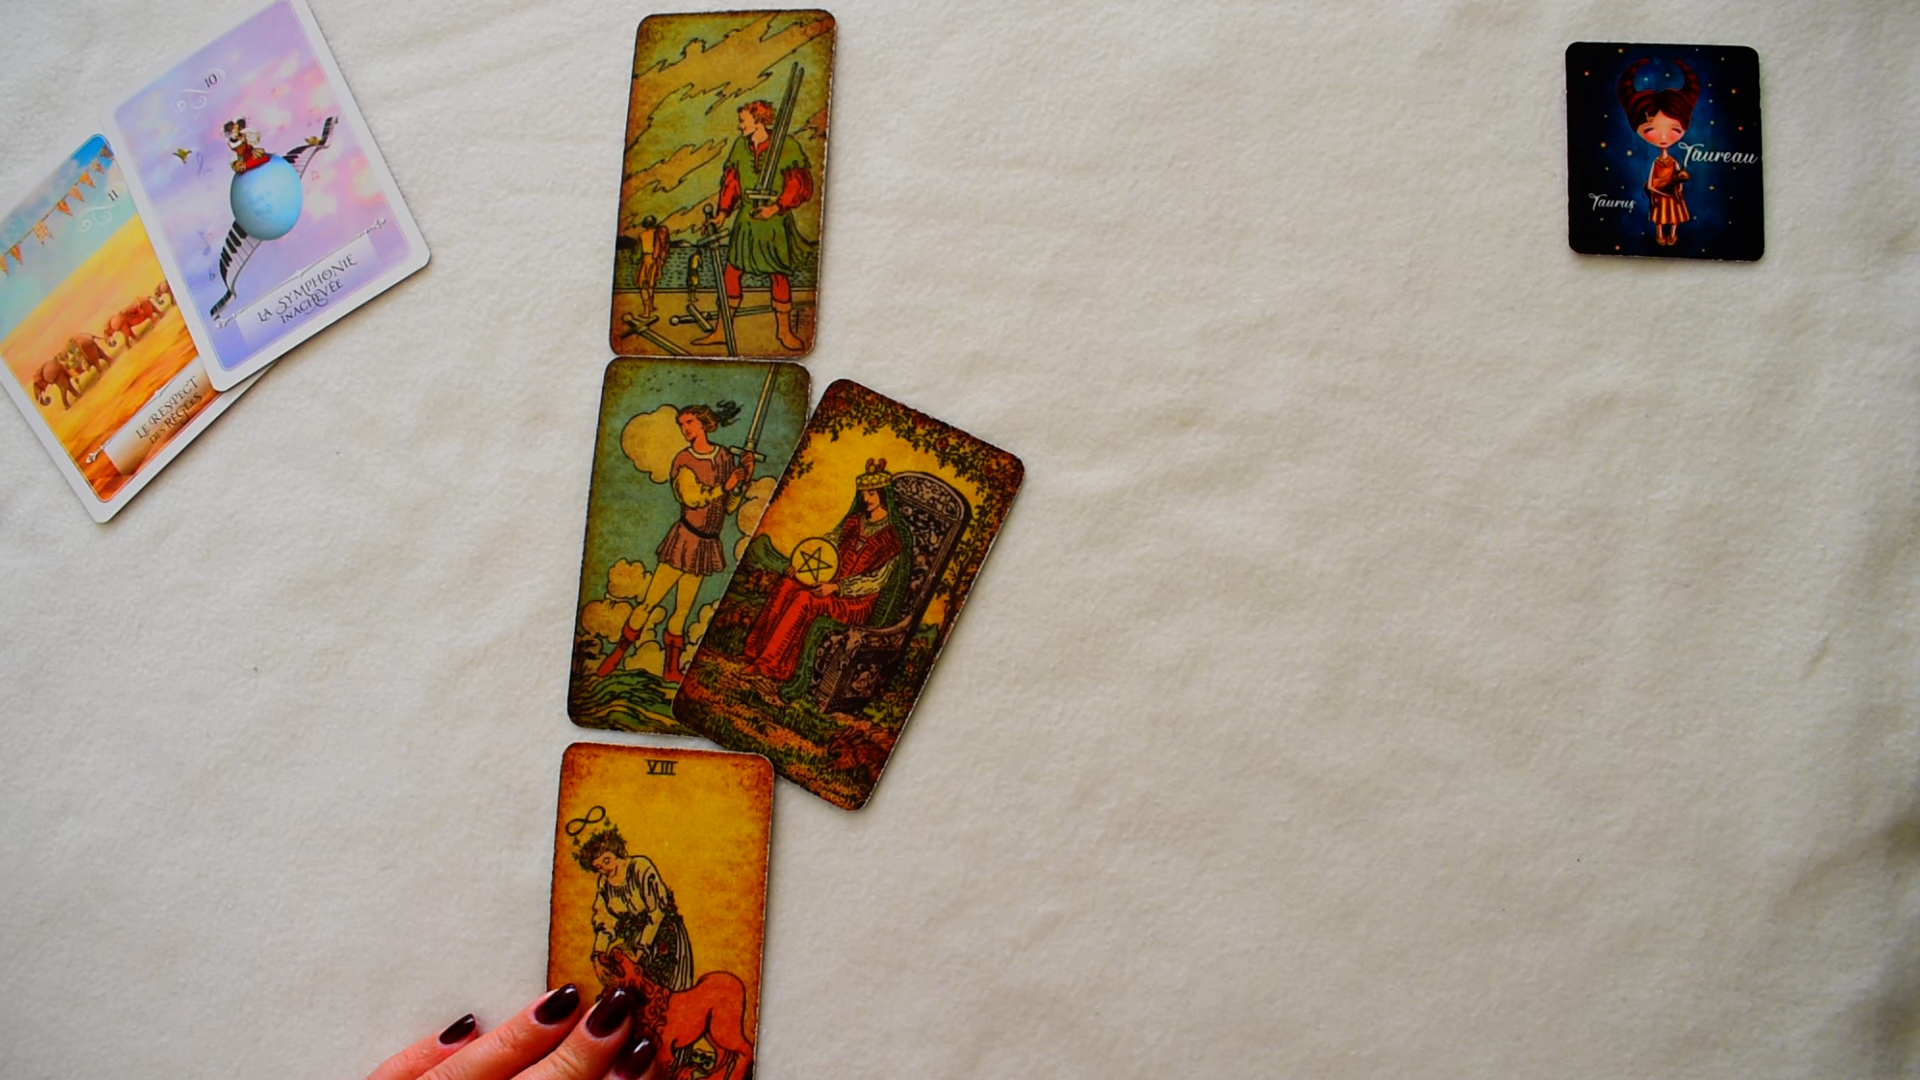 10
LA SYMPHONIE
INACHEVÉE
11
LE RESPECT
DES RÈGLES
VIII
Taureau
Taurus